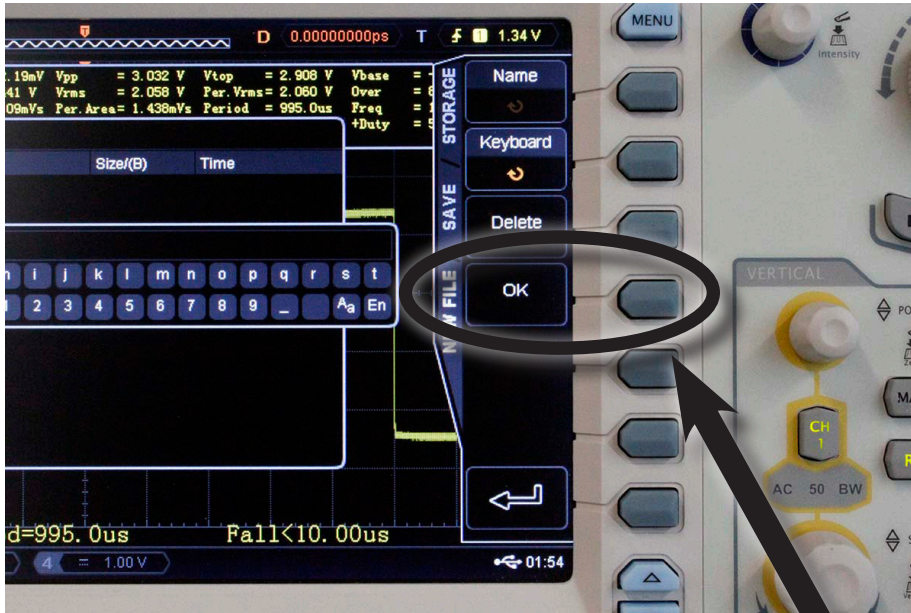 MENU
D 0.00000000ps T 1 1.34 V
Intensity
.19mV Vpp = 3.032 V Vtop = 2.908 V Vbase = -
41 V Vrms = 2.058 V Per.Vrms= 2.060 V Over =
09mVs Per.Area= 1.438mVs Period = 995.0us Freq =
+Duty =
NEW FILE / SAVE / STORAGE
Name
Keyboard
Size/(B) Time
Delete
i j k l m n o p q r s t
2 3 4 5 6 7 8 9 _ Aa En
OK
VERTICAL
CH
1
AC 50 BW
d=995.0us Fall<10.00us
4 = 1.00 V
01:54